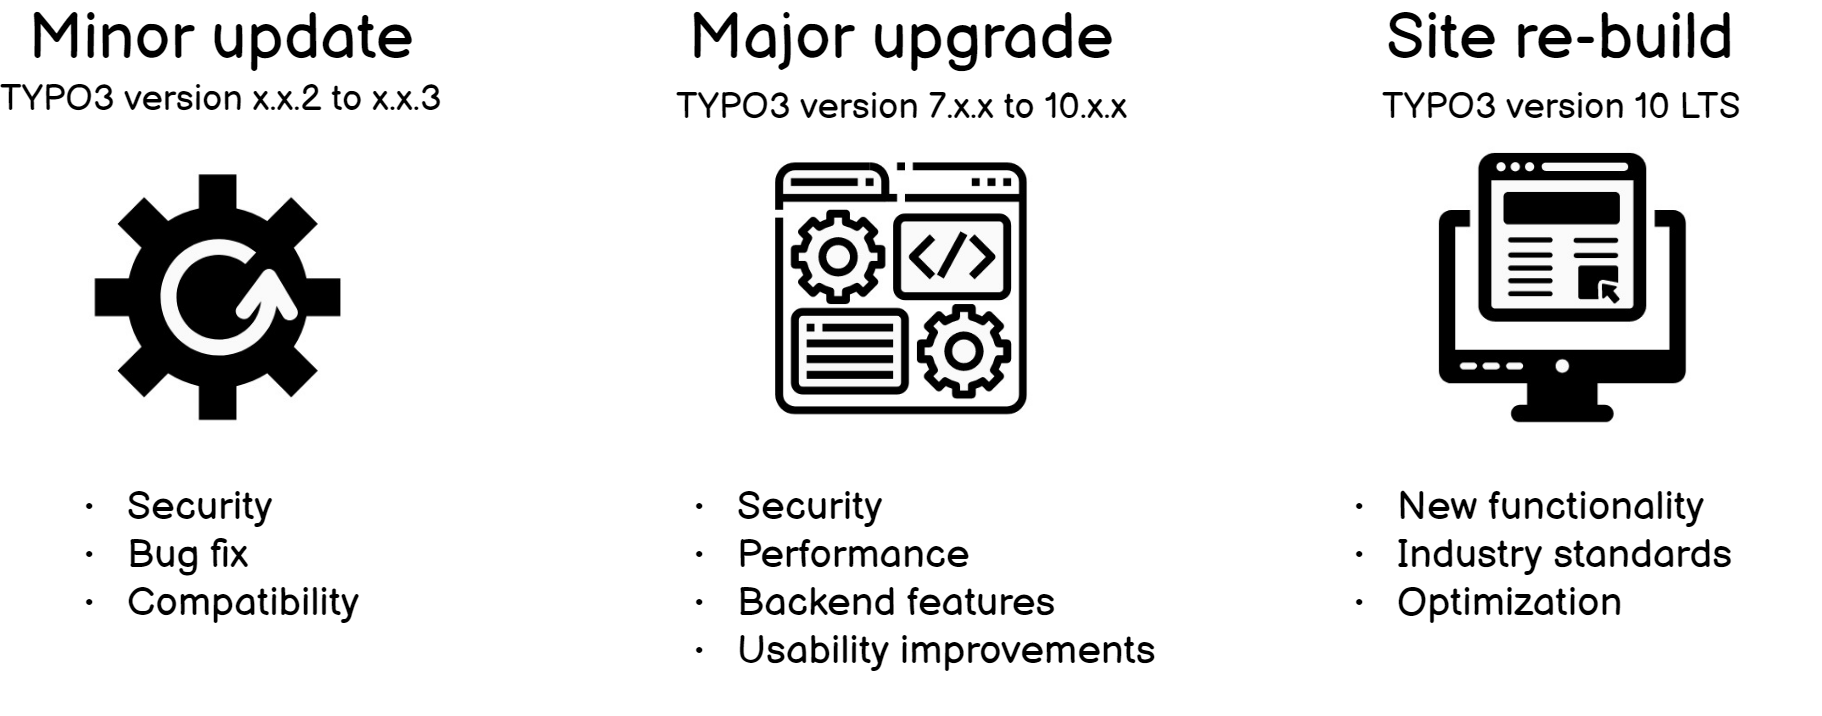 Minor update
TYPO3 version x.x.2 to x.x.3
· Security
· Bug fix
· Compatibility
Major upgrade
TYPO3 version 7.x.x to 10.x.x
</>
· Security
· Performance
· Backend features
· Usability improvements
Site re-build
TYPO3 version 10 LTS
· New functionality
· Industry standards
· Optimization